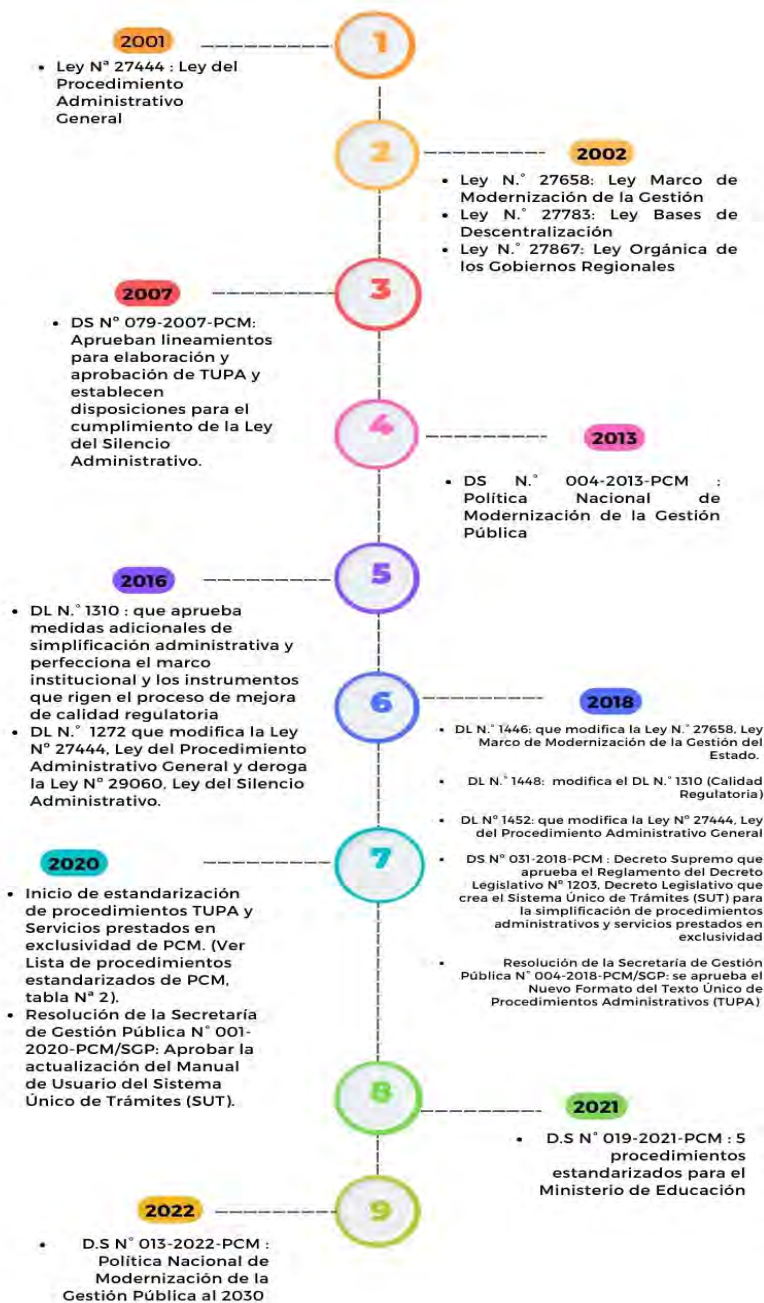 1
2001
• Ley Nª 27444 : Ley del
Procedimiento
Administrativo
General
2
2002
• Ley N.° 27658: Ley Marco de
Modernización de la Gestión
• Ley N.° 27783: Ley Bases de
Descentralización
• Ley N.° 27867: Ley Orgánica de
los Gobiernos Regionales
3
2007
• DS Nº 079-2007-PCM:
Aprueban lineamientos
para elaboración y
aprobación de TUPA y
establecen
disposiciones para el
cumplimiento de la Ley
del Silencio
Administrativo.
4
2013
• DS N.° 004-2013-PCM :
Política Nacional de
Modernización de la Gestión
Pública
5
2016
• DL N.° 1310 : que aprueba
medidas adicionales de
simplificación administrativa y
perfecciona el marco
institucional y los instrumentos
que rigen el proceso de mejora
de calidad regulatoria
• DL N.° 1272 que modifica la Ley
Nº 27444, Ley del Procedimiento
Administrativo General y deroga
la Ley Nº 29060, Ley del Silencio
Administrativo.
6
2018
• DL N.° 1446: que modifica la Ley N.° 27658, Ley
Marco de Modernización de la Gestión del
Estado.
• DL N.° 1448: modifica el DL N.° 1310 (Calidad
Regulatoria)
• DL Nº 1452: que modifica la Ley Nº 27444, Ley
del Procedimiento Administrativo General
• DS Nº 031-2018-PCM : Decreto Supremo que
aprueba el Reglamento del Decreto
Legislativo Nº 1203, Decreto Legislativo que
crea el Sistema Único de Trámites (SUT) para
la simplificación de procedimientos
administrativos y servicios prestados en
exclusividad
• Resolución de la Secretaría de Gestión
Pública N° 004-2018-PCM/SGP: se aprueba el
Nuevo Formato del Texto Único de
Procedimientos Administrativos (TUPA)
7
2020
• Inicio de estandarización
de procedimientos TUPA y
Servicios prestados en
exclusividad de PCM. (Ver
Lista de procedimientos
estandarizados de PCM,
tabla Nª 2).
• Resolución de la Secretaría
de Gestión Pública N° 001-
2020-PCM/SGP: Aprobar la
actualización del Manual
de Usuario del Sistema
Único de Trámites (SUT).
8
2021
• D.S N° 019-2021-PCM : 5
procedimientos
estandarizados para el
Ministerio de Educación
9
2022
• D.S N° 013-2022-PCM :
Política Nacional de
Modernización de la
Gestión Pública al 2030